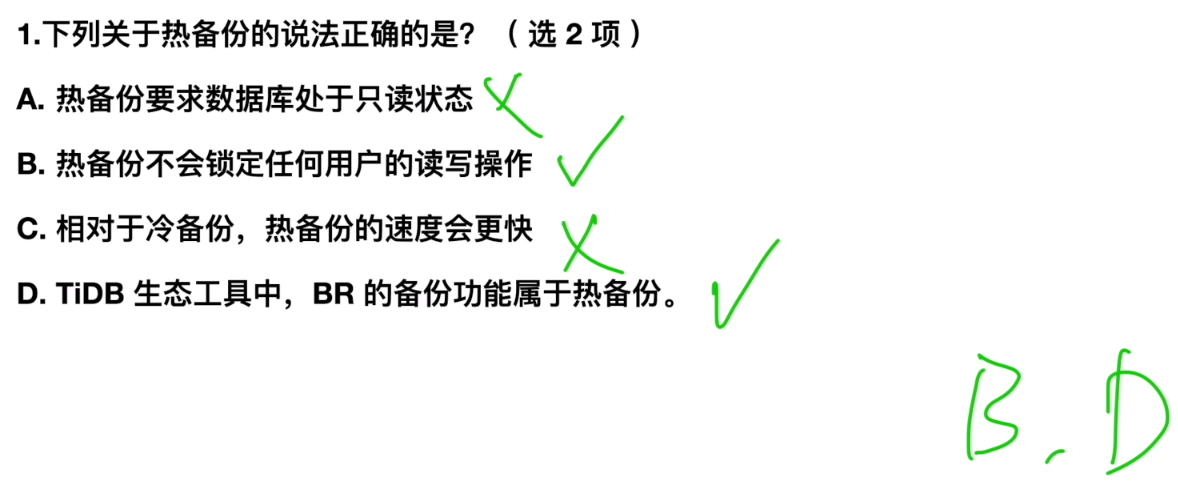 1.下列关于热备份的说法正确的是？（选 2 项）
A. 热备份要求数据库处于只读状态
B. 热备份不会锁定任何用户的读写操作
C. 相对于冷备份，热备份的速度会更快
D. TiDB 生态工具中，BR 的备份功能属于热备份。
B、D